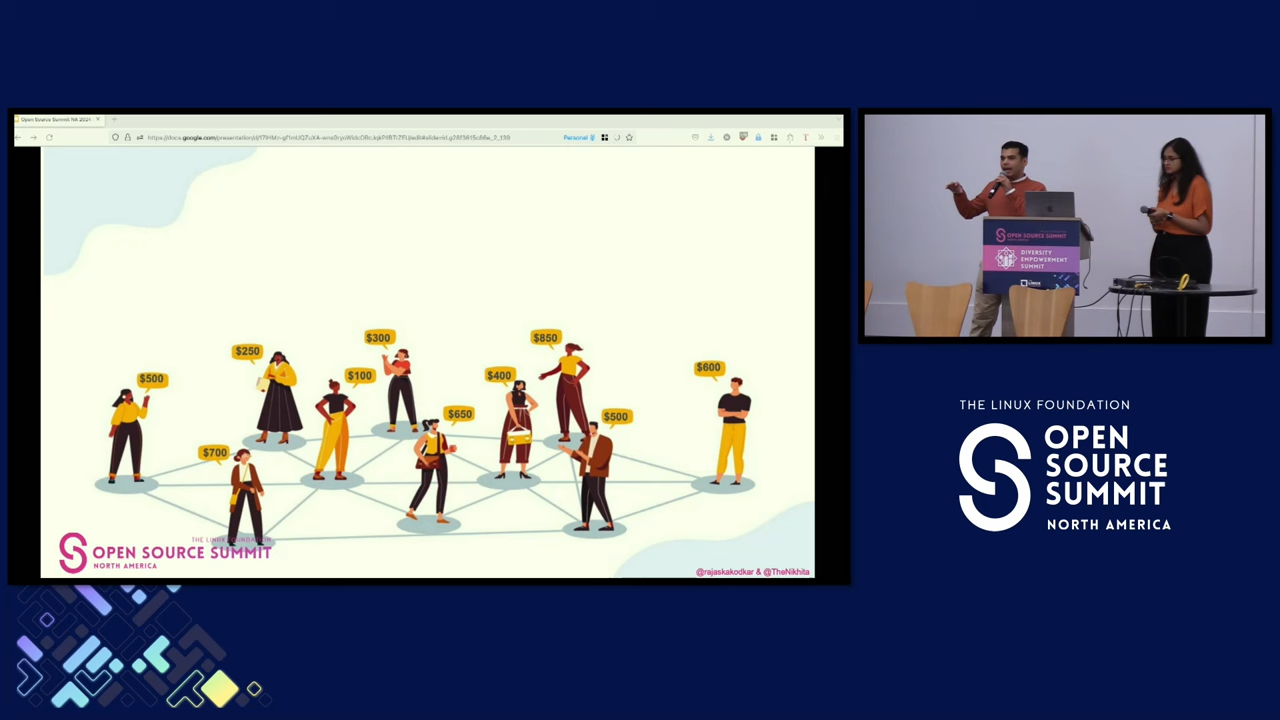 Open Source Summit NA 2024
Personal
$300
$850
$250
$100
$400
$600
$500
$650
$500
$700
THE LINUX FOUNDATION
OPEN SOURCE SUMMIT
NORTH AMERICA
@rajaskakodkar & @TheNikhita
OPEN SOURCE SUMMIT
DIVERSITY
EMPOWERMENT
SUMMIT
LINUX
THE LINUX FOUNDATION
OPEN
SOURCE
SUMMIT
NORTH AMERICA